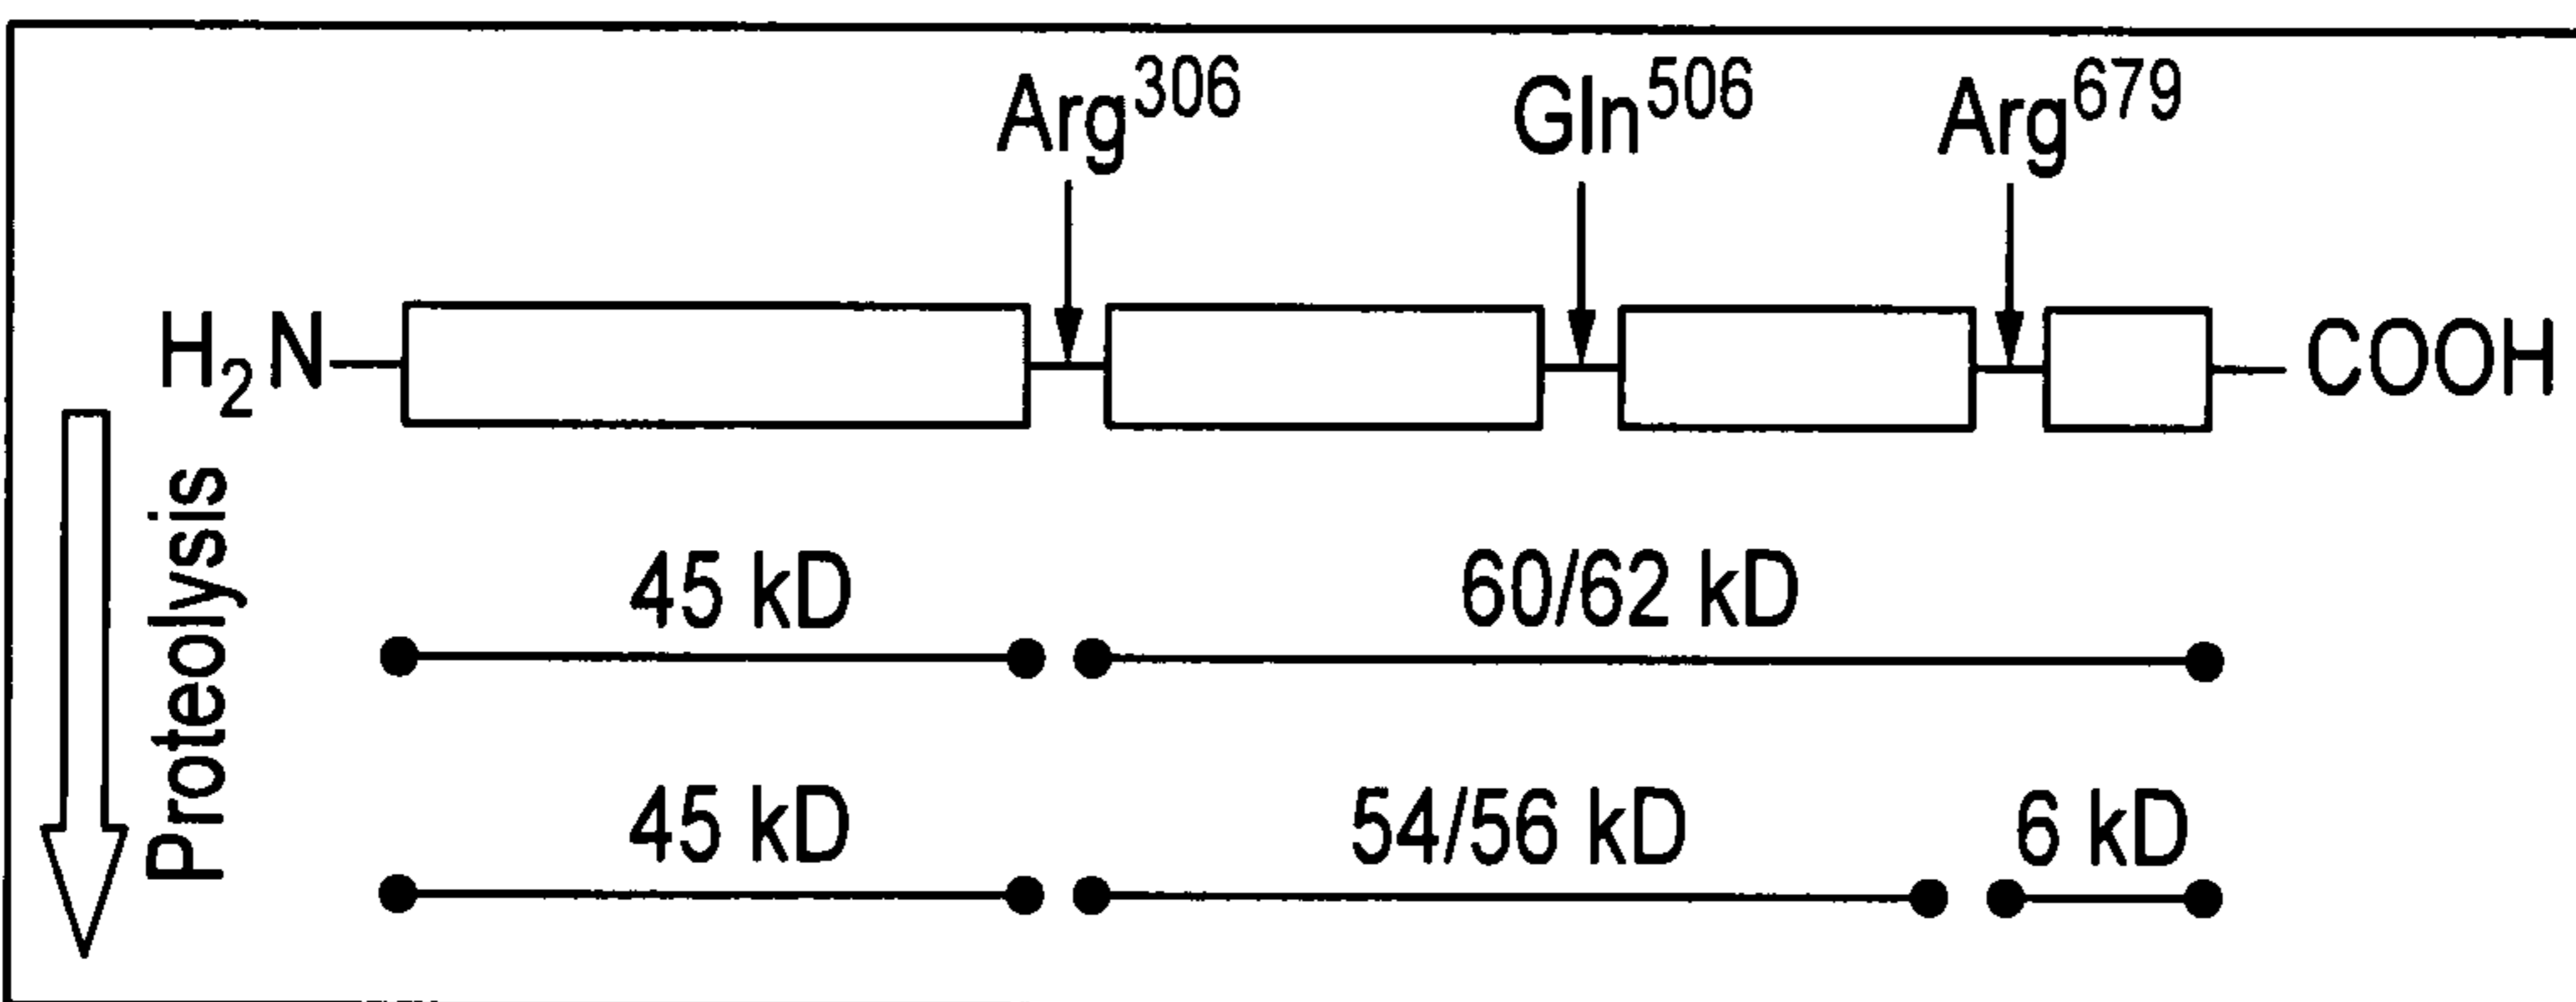 Arg306 Gln506 Arg679
H2N COOH
Proteolysis
45 kD 60/62 kD
45 kD 54/56 kD 6 kD